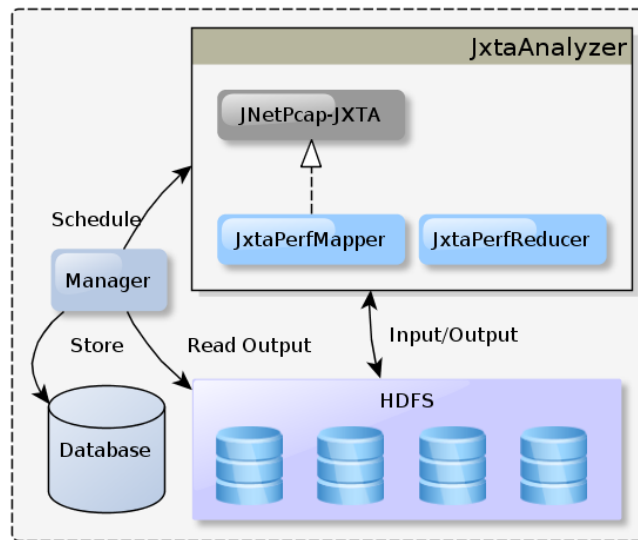 JxtaAnalyzer
JNetPcap-JXTA
JxtaPerfMapper
JxtaPerfReducer
Schedule
Manager
Store
Read Output
Input/Output
HDFS
Database